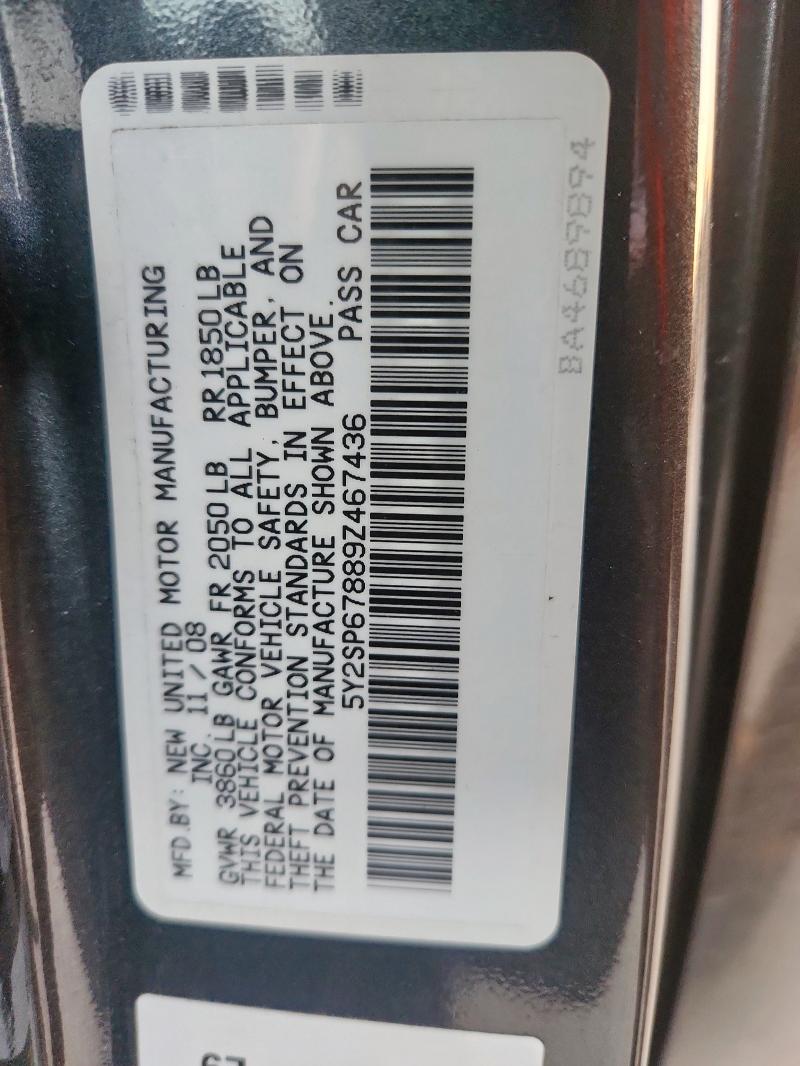 MFD.BY: NEW UNITED MOTOR MANUFACTURING
INC. 11/08
GVWR 3860LB GAWR FR 2050LB RR1850LB
THIS VEHICLE CONFORMS TO ALL APPLICABLE
FEDERAL MOTOR VEHICLE SAFETY, BUMPER, AND
THEFT PREVENTION STANDARDS IN EFFECT ON
THE DATE OF MANUFACTURE SHOWN ABOVE.
5Y2SP67889Z467436 PASS CAR
BA4689894